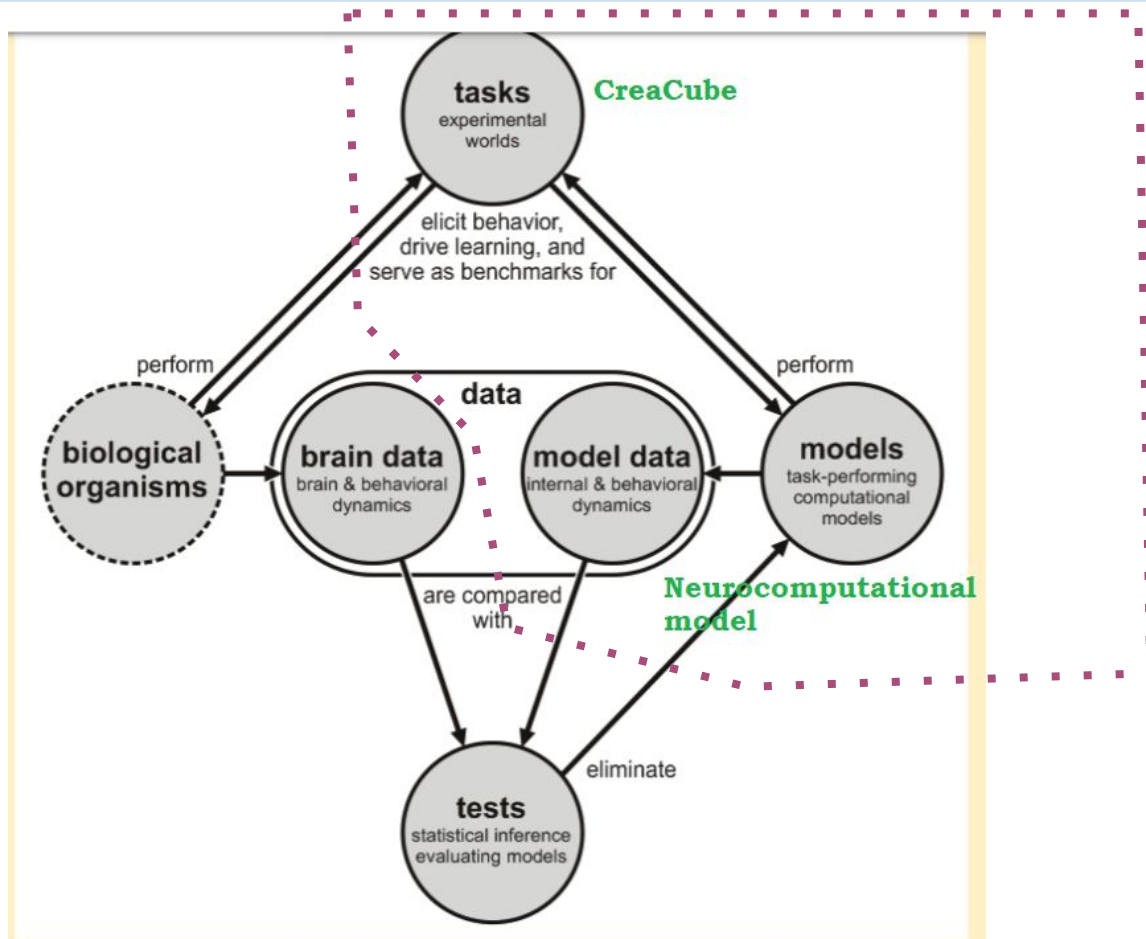 tasks
experimental
worlds
CreaCube
elicit behavior,
drive learning, and
serve as benchmarks for
perform
perform
data
biological
organisms
brain data
brain & behavioral
dynamics
model data
internal & behavioral
dynamics
models
task-performing
computational
models
are compared
with
Neurocomputational
model
eliminate
tests
statistical inference
evaluating models